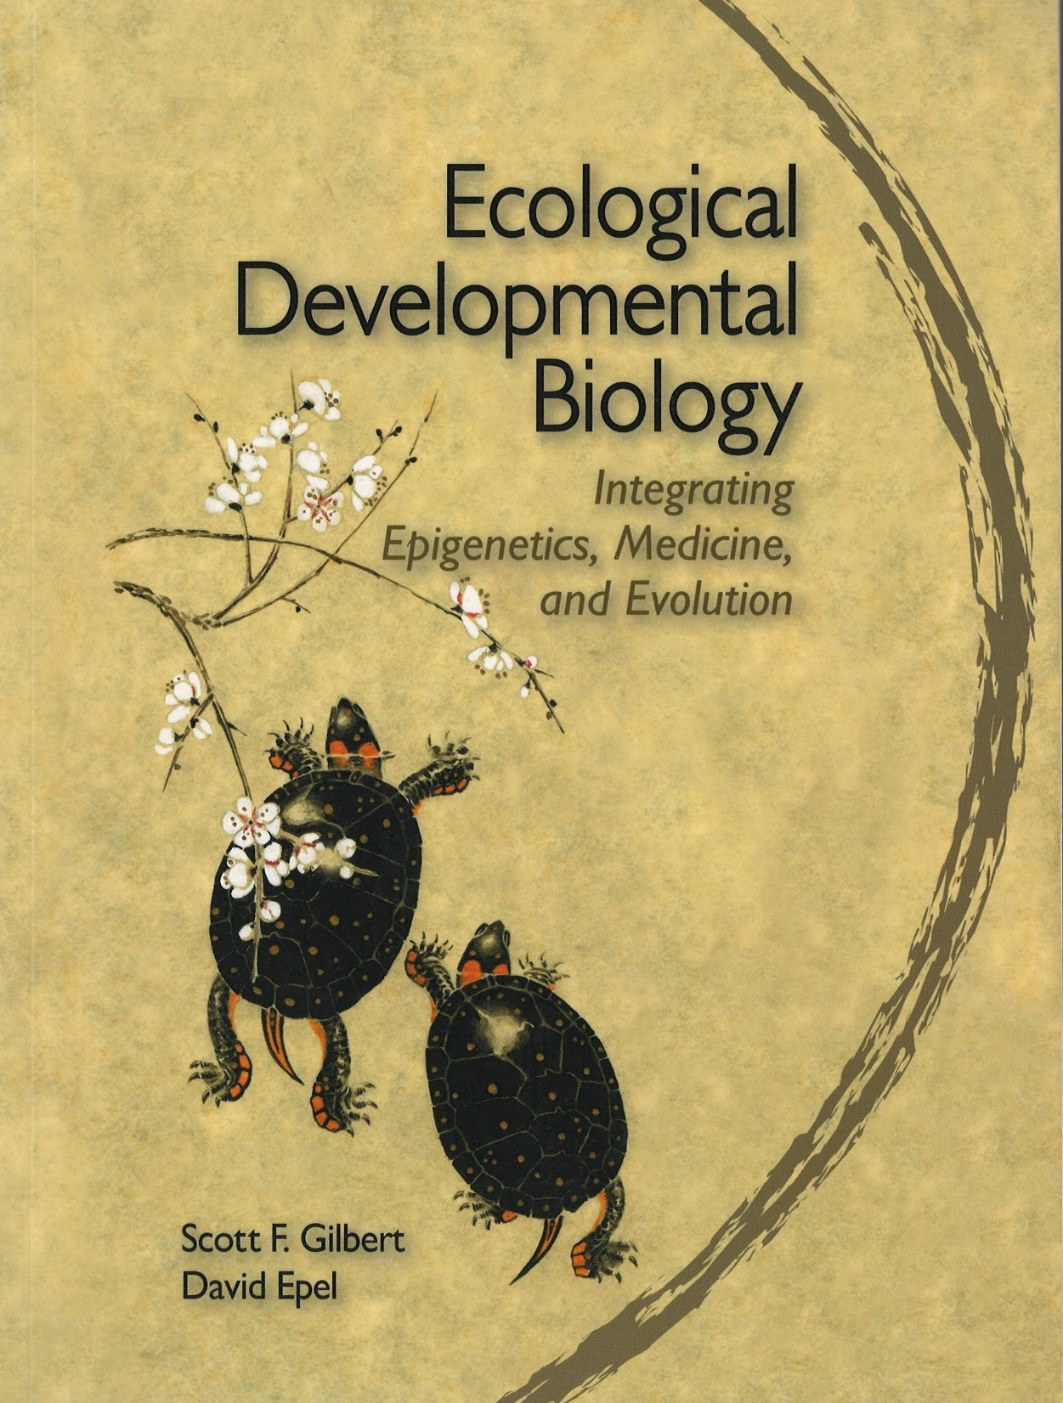 Ecological
Developmental
Biology
Integrating
Epigenetics, Medicine,
and Evolution
Scott F. Gilbert
David Epel